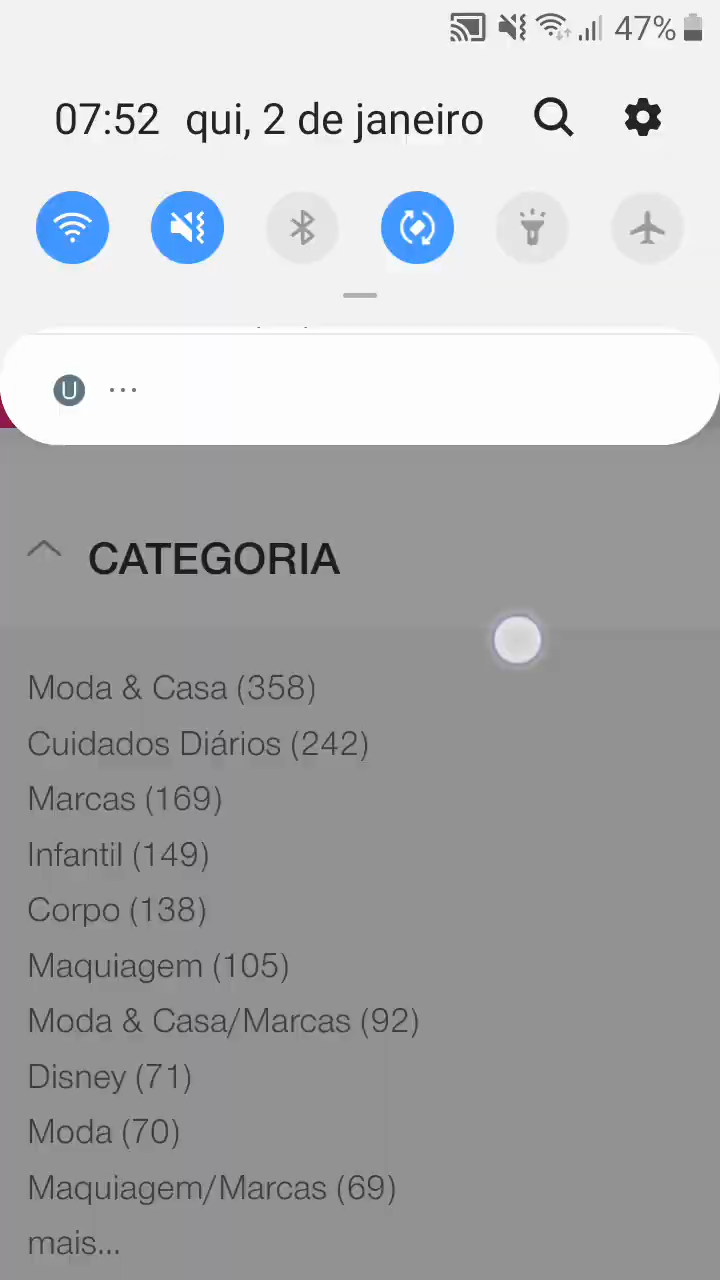 47%
07:52 qui, 2 de janeiro
U ...
CATEGORIA
Moda & Casa (358)
Cuidados Diários (242)
Marcas (169)
Infantil (149)
Corpo (138)
Maquiagem (105)
Moda & Casa/Marcas (92)
Disney (71)
Moda (70)
Maquiagem/Marcas (69)
mais...